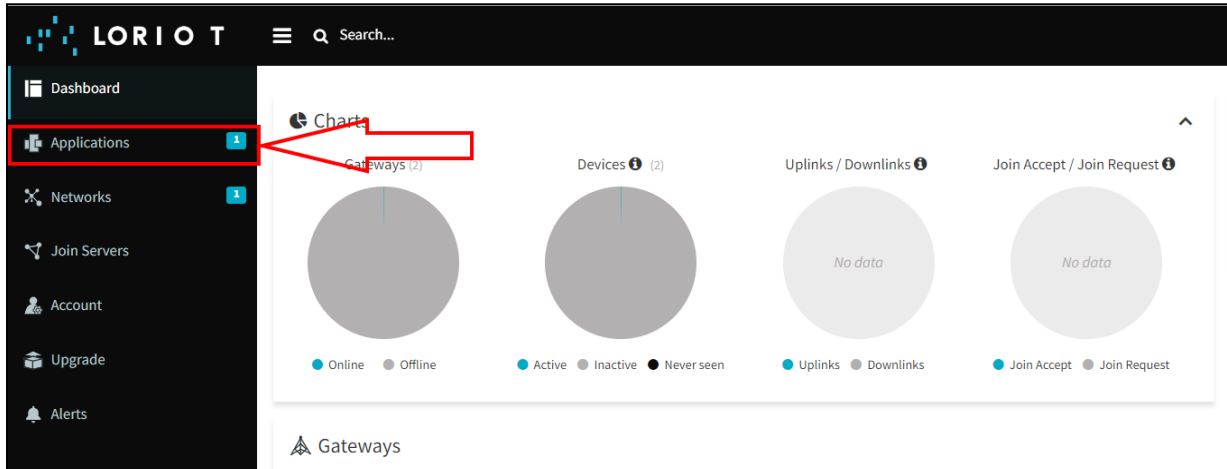 LORIOT
Search...
Dashboard
Applications 1
Networks 1
Join Servers
Account
Upgrade
Alerts
Charts
Gateways (2)
Devices (2)
Uplinks / Downlinks
Join Accept / Join Request
No data
No data
Online Offline
Active Inactive Never seen
Uplinks Downlinks
Join Accept Join Request
Gateways